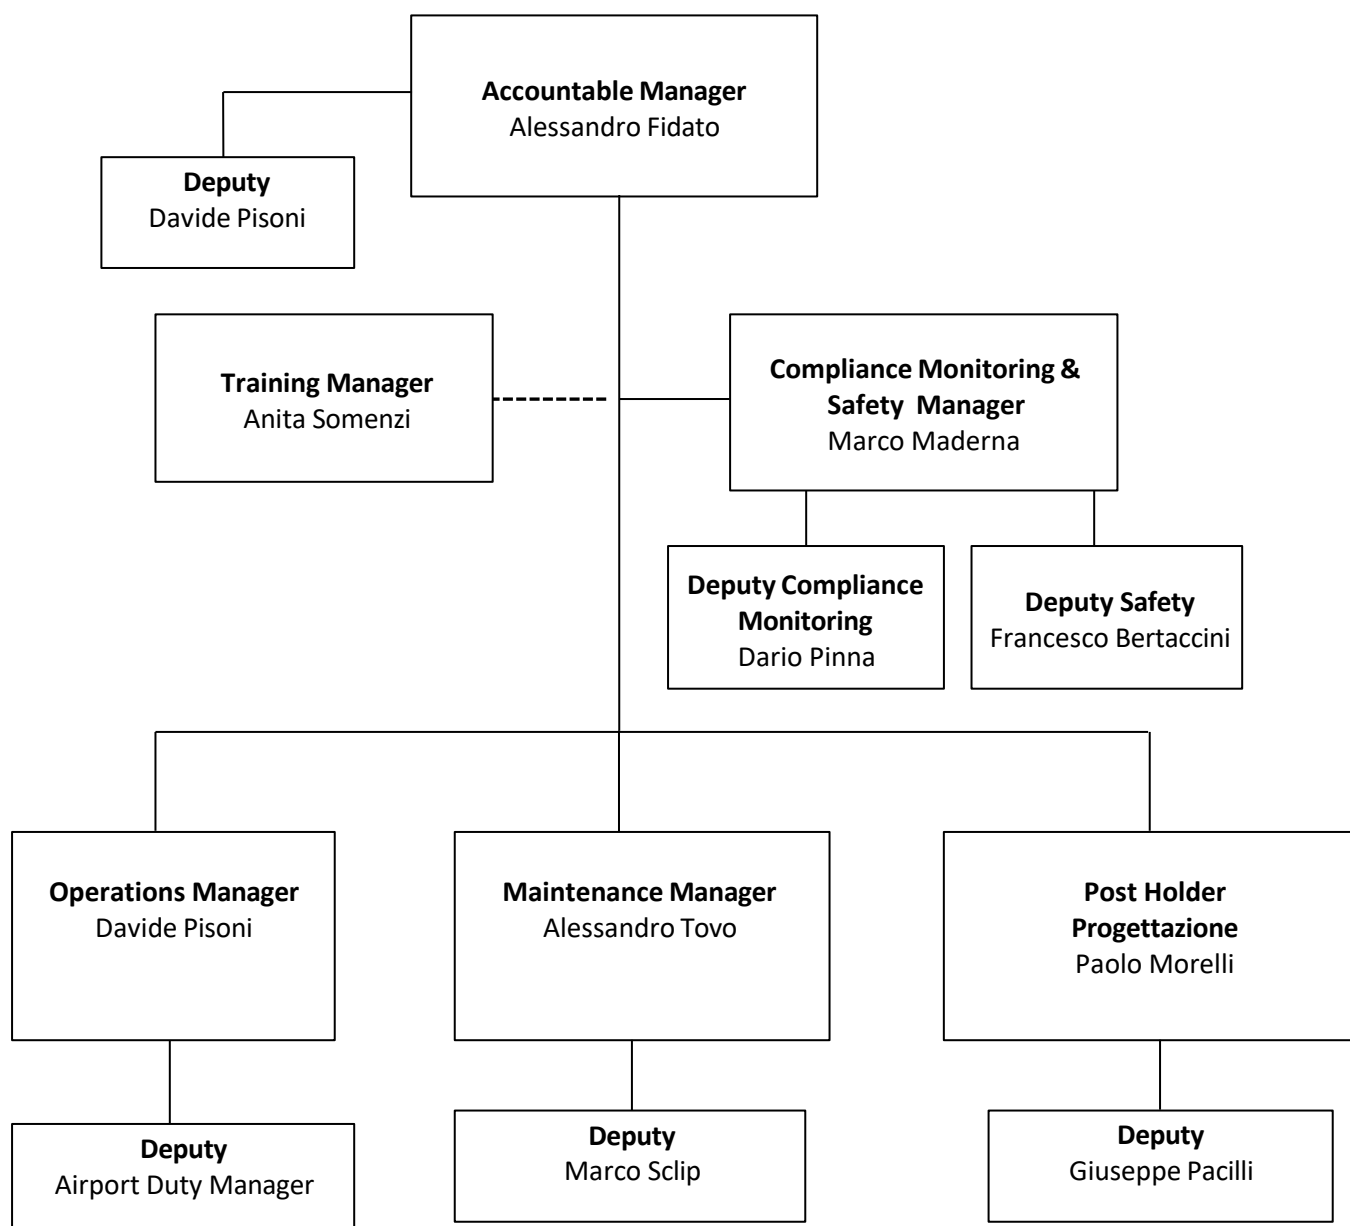 Accountable Manager
Alessandro Fidato
Deputy
Davide Pisoni
Training Manager
Anita Somenzi
Compliance Monitoring &
Safety Manager
Marco Maderna
Deputy Compliance
Monitoring
Dario Pinna
Deputy Safety
Francesco Bertaccini
Operations Manager
Davide Pisoni
Maintenance Manager
Alessandro Tovo
Post Holder
Progettazione
Paolo Morelli
Deputy
Airport Duty Manager
Deputy
Marco Sclip
Deputy
Giuseppe Pacilli